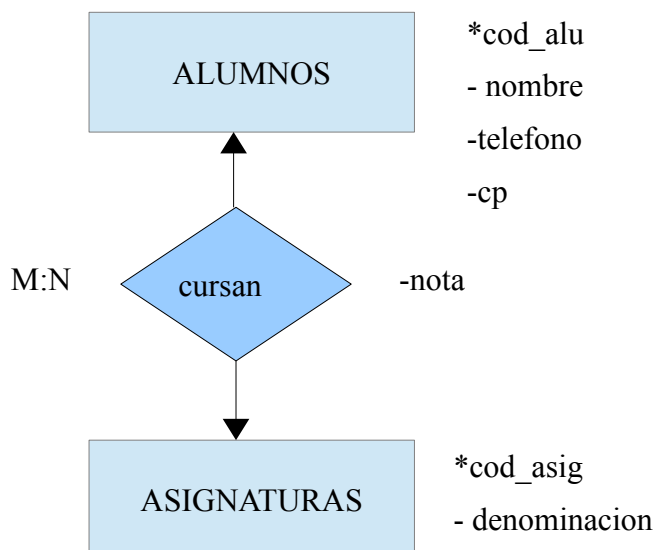 ALUMNOS
*cod_alu
- nombre
-telefono
-cp
M:N
cursan
-nota
ASIGNATURAS
*cod_asig
- denominacion